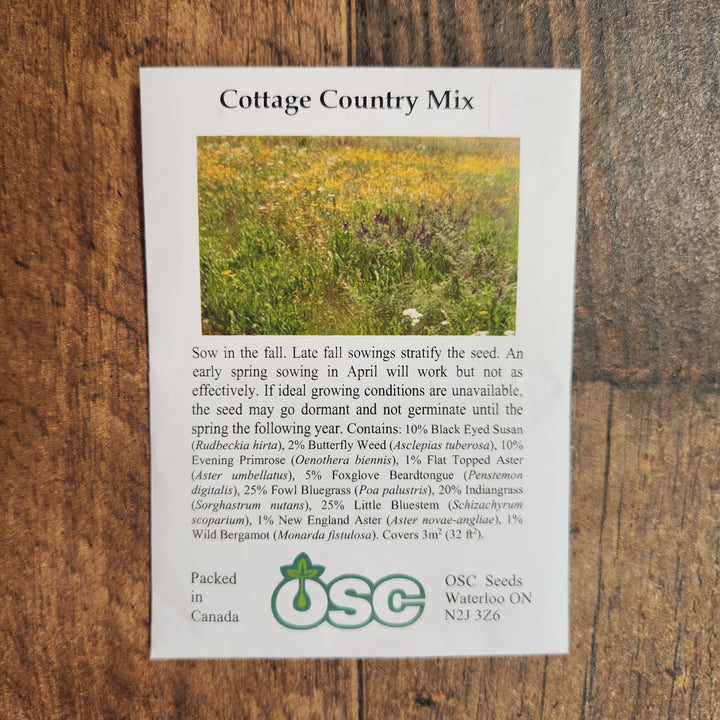 Cottage Country Mix
Sow in the fall. Late fall sowings stratify the seed. An
early spring sowing in April will work but not as
effectively. If ideal growing conditions are unavailable,
the seed may go dormant and not germinate until the
spring the following year. Contains: 10% Black Eyed Susan
(Rudbeckia hirta), 2% Butterfly Weed (Asclepias tuberosa), 10%
Evening Primrose (Oenothera biennis), 1% Flat Topped Aster
(Aster umbellatus), 5% Foxglove Beardtongue (Penstemon
digitalis), 25% Fowl Bluegrass (Poa palustris), 20% Indiangrass
(Sorghastrum nutans), 25% Little Bluestem (Schizachyrum
scoparium), 1% New England Aster (Aster novae-angliae), 1%
Wild Bergamot (Monarda fistulosa). Covers 3m² (32 ft²).
Packed
in
Canada
OSC
OSC Seeds
Waterloo ON
N2J 3Z6